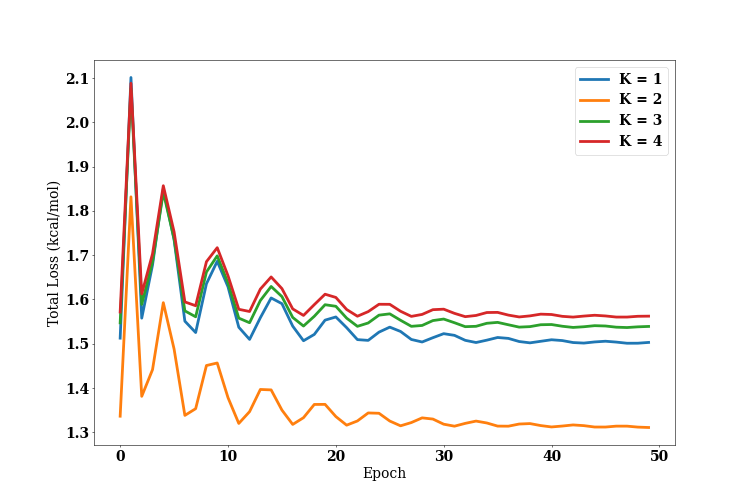 2.1
2.0
1.9
1.8
1.7
1.6
1.5
1.4
1.3
Total Loss (kcal/mol)
0 10 20 30 40 50
Epoch
K = 1
K = 2
K = 3
K = 4